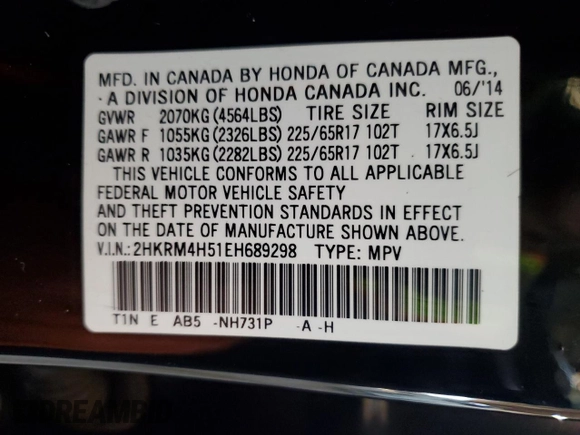 MFD. IN CANADA BY HONDA OF CANADA MFG.,
-A DIVISION OF HONDA CANADA INC. 06/'14
GVWR 2070KG (4564LBS) TIRE SIZE RIM SIZE
GAWR F 1055KG (2326LBS) 225/65R17 102T 17X6.5J
GAWR R 1035KG (2282LBS) 225/65R17 102T 17X6.5J
THIS VEHICLE CONFORMS TO ALL APPLICABLE
FEDERAL MOTOR VEHICLE SAFETY
AND THEFT PREVENTION STANDARDS IN EFFECT
ON THE DATE OF MANUFACTURE SHOWN ABOVE.
V.I.N.: 2HKRM4H51EH689298 TYPE: MPV
T1N E AB5 -NH731P -A -H